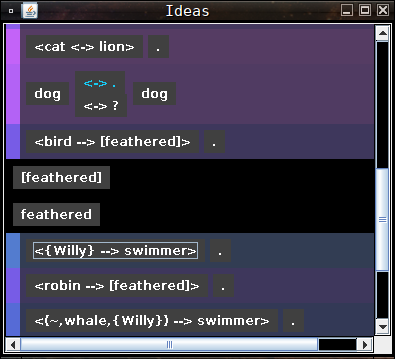 Ideas
<cat <-> lion> .
dog <-> . dog
<-> ?
<bird --> [feathered]> .
[feathered]
feathered
<{Willy} --> swimmer> .
<robin --> [feathered]> .
<(~,whale,{Willy}) --> swimmer> .